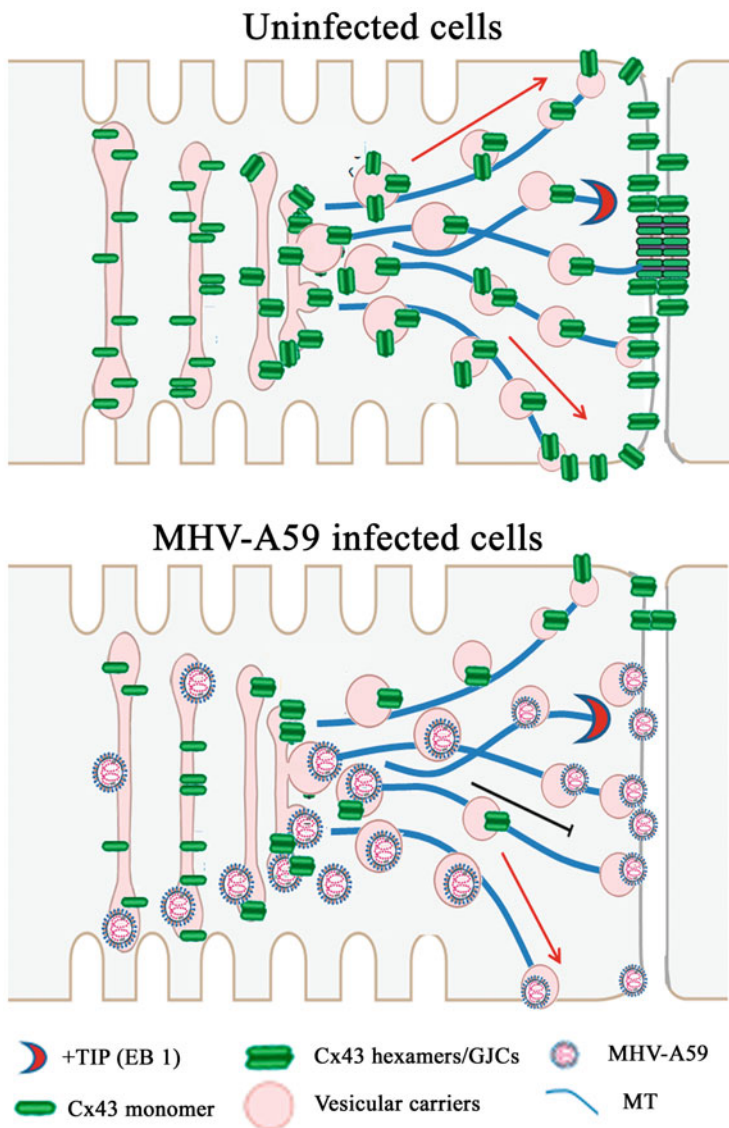 Uninfected cells
MHV-A59 infected cells
+TIP (EB 1)
Cx43 hexamers/GJCs
MHV-A59
Cx43 monomer
Vesicular carriers
MT